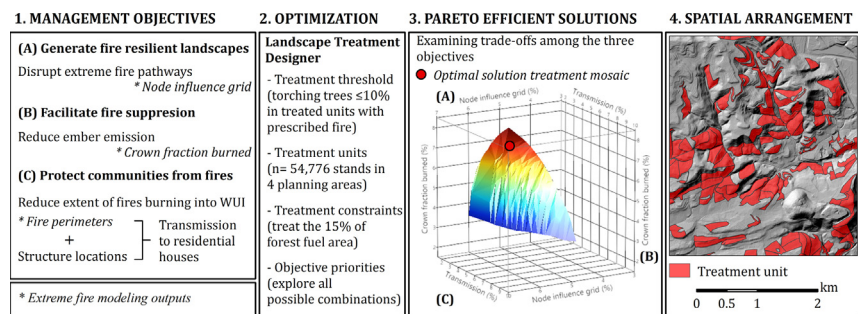 1. MANAGEMENT OBJECTIVES
(A) Generate fire resilient landscapes
Disrupt extreme fire pathways
* Node influence grid
(B) Facilitate fire suppresion
Reduce ember emission
* Crown fraction burned
(C) Protect communities from fires
Reduce extent of fires burning into WUI
* Fire perimeters
+
Structure locations
Transmission
to residential
houses
* Extreme fire modeling outputs
2. OPTIMIZATION
Landscape Treatment
Designer
- Treatment threshold
(torching trees ≤10%
in treated units with
prescribed fire)
- Treatment units
(n= 54,776 stands in
4 planning areas)
- Treatment constraints
(treat the 15% of
forest fuel area)
- Objective priorities
(explore all
possible combinations)
3. PARETO EFFICIENT SOLUTIONS
Examining trade-offs among the three
objectives
Optimal solution treatment mosaic
(A)
Node influence grid (%)
Transmission (%)
Crown fraction burned (%)
Crown fraction burned (%)
(B)
(C)
Transmission (%)
Node influence grid (%)
4. SPATIAL ARRANGEMENT
Treatment unit
km
0 0.5 1 2